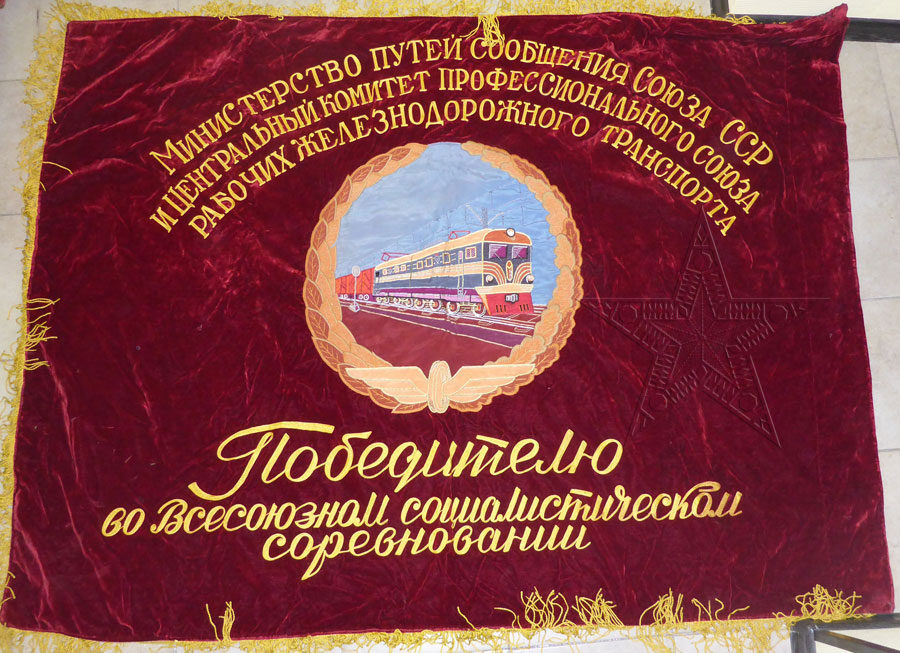 Министерство путей сообщения Союза ССР
и Центральный комитет профессионального союза
рабочих железнодорожного транспорта
Победителю
во Всесоюзном социалистическом
соревновании